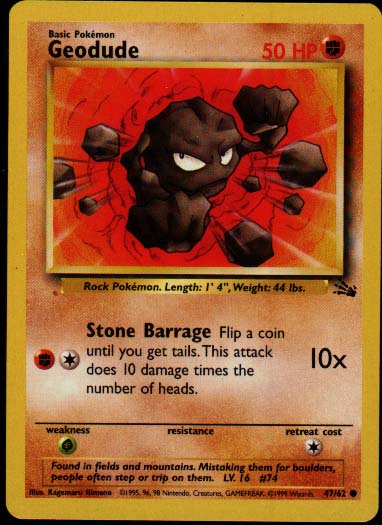 Basic Pokémon
Geodude
50 HP
Rock Pokémon. Length: 1' 4", Weight: 44 lbs.
Stone Barrage Flip a coin
until you get tails. This attack
does 10 damage times the
number of heads.
10x
weakness resistance retreat cost
Found in fields and mountains. Mistaking them for boulders,
people often step or trip on them. LV. 16 #74
Illus. Kagemaru Himeno ©1995, 96, 98 Nintendo, Creatures, GAMEFREAK. ©1999 Wizards. 47/62